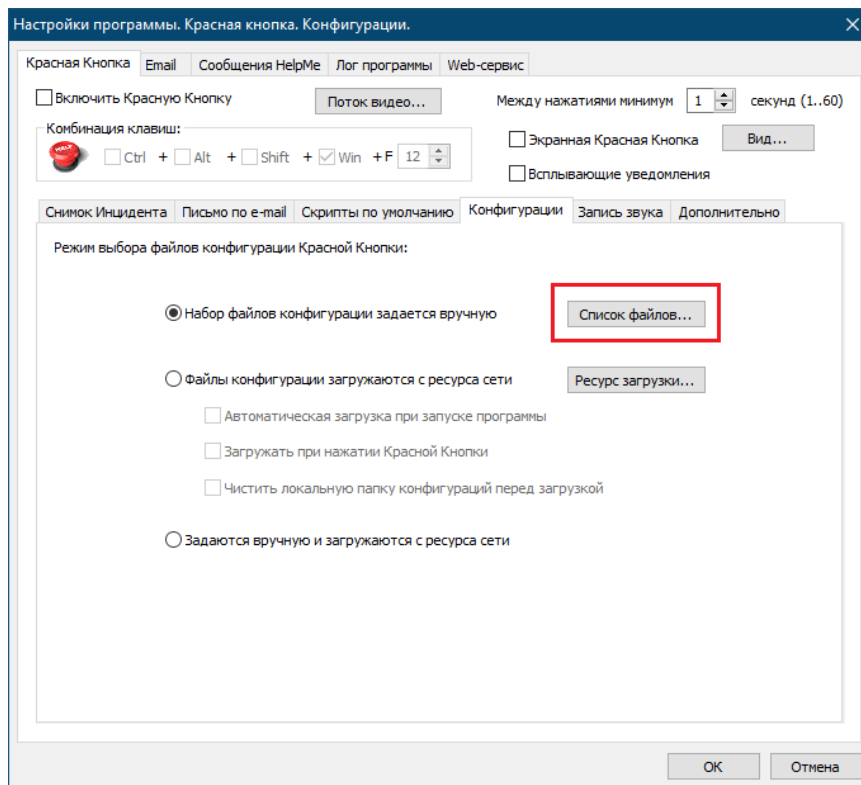 Настройки программы. Красная кнопка. Конфигурации.
Красная Кнопка Email Сообщения HelpMe Лог программы Web-сервис
Включить Красную Кнопку Поток видео... Между нажатиями минимум 1 секунд (1..60)
Комбинация клавиш:
HALT Ctrl + Alt + Shift + Win + F 12
Экранная Красная Кнопка Вид...
Всплывающие уведомления
Снимок Инцидента Письмо по e-mail Скрипты по умолчанию Конфигурации Запись звука Дополнительно
Режим выбора файлов конфигурации Красной Кнопки:
Набор файлов конфигурации задается вручную Список файлов...
Файлы конфигурации загружаются с ресурса сети Ресурс загрузки...
Автоматическая загрузка при запуске программы
Загружать при нажатии Красной Кнопки
Чистить локальную папку конфигураций перед загрузкой
Задаются вручную и загружаются с ресурса сети
ОК Отмена